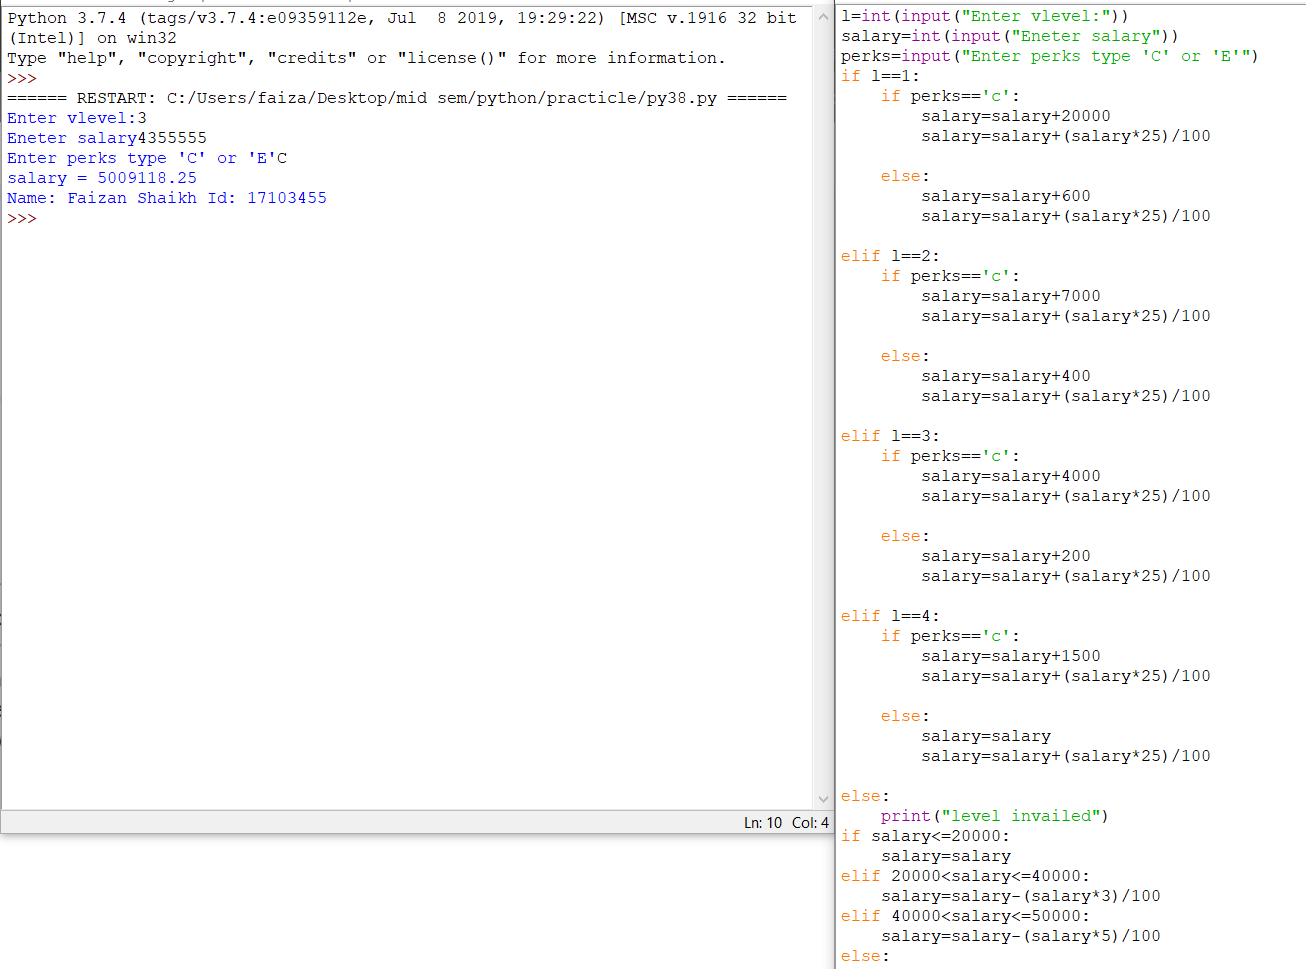 Python 3.7.4 (tags/v3.7.4:e09359112e, Jul  8 2019, 19:29:22) [MSC v.1916 32 bit
(Intel)] on win32
Type "help", "copyright", "credits" or "license()" for more information.
>>>
====== RESTART: C:/Users/faiza/Desktop/mid sem/python/practicle/py38.py ======
Enter vlevel:3
Eneter salary4355555
Enter perks type 'C' or 'E'C
salary = 5009118.25
Name: Faizan Shaikh Id: 17103455
>>>
Ln: 10 Col: 4
l=int(input("Enter vlevel:"))
salary=int(input("Eneter salary"))
perks=input("Enter perks type 'C' or 'E'")
if l==1:
    if perks=='c':
        salary=salary+20000
        salary=salary+(salary*25)/100
    else:
        salary=salary+600
        salary=salary+(salary*25)/100
elif l==2:
    if perks=='c':
        salary=salary+7000
        salary=salary+(salary*25)/100
    else:
        salary=salary+400
        salary=salary+(salary*25)/100
elif l==3:
    if perks=='c':
        salary=salary+4000
        salary=salary+(salary*25)/100
    else:
        salary=salary+200
        salary=salary+(salary*25)/100
elif l==4:
    if perks=='c':
        salary=salary+1500
        salary=salary+(salary*25)/100
    else:
        salary=salary
        salary=salary+(salary*25)/100
else:
    print("level invailed")
if salary<=20000:
    salary=salary
elif 20000<salary<=40000:
    salary=salary-(salary*3)/100
elif 40000<salary<=50000:
    salary=salary-(salary*5)/100
else: